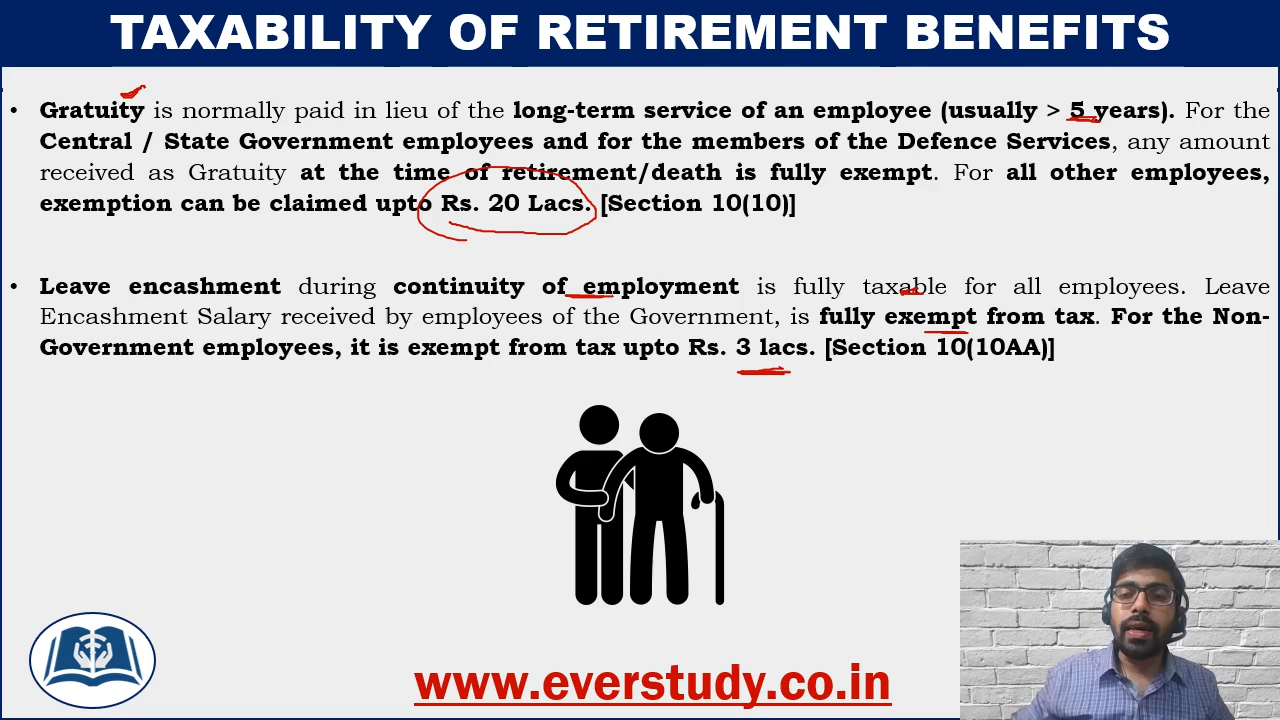 TAXABILITY OF RETIREMENT BENEFITS
• Gratuity is normally paid in lieu of the long-term service of an employee (usually > 5 years). For the
Central / State Government employees and for the members of the Defence Services, any amount
received as Gratuity at the time of retirement/death is fully exempt. For all other employees,
exemption can be claimed upto Rs. 20 Lacs. [Section 10(10)]
• Leave encashment during continuity of employment is fully taxable for all employees. Leave
Encashment Salary received by employees of the Government, is fully exempt from tax. For the Non-
Government employees, it is exempt from tax upto Rs. 3 lacs. [Section 10(10AA)]
www.everstudy.co.in